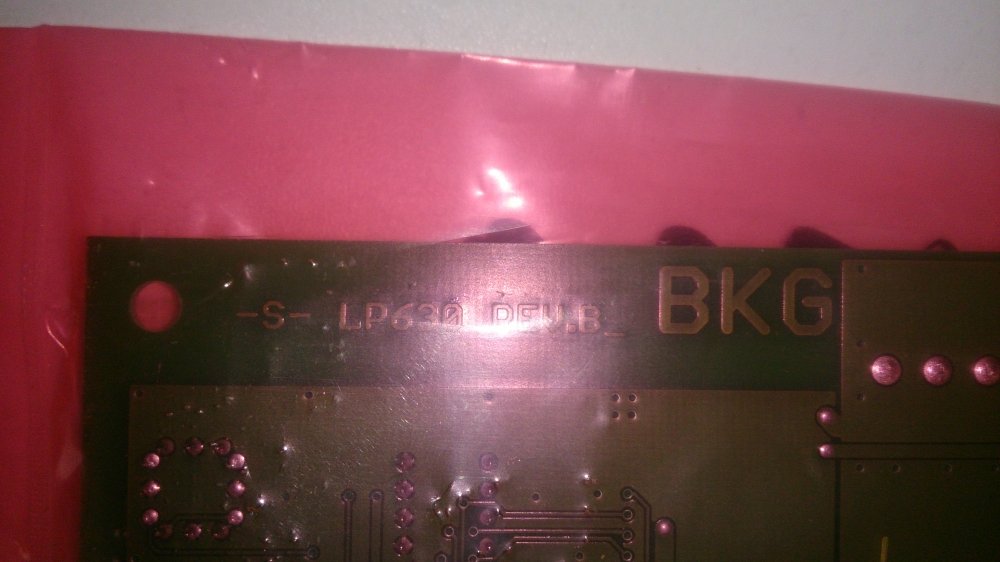 -S- LP630 REV.B_ BKG